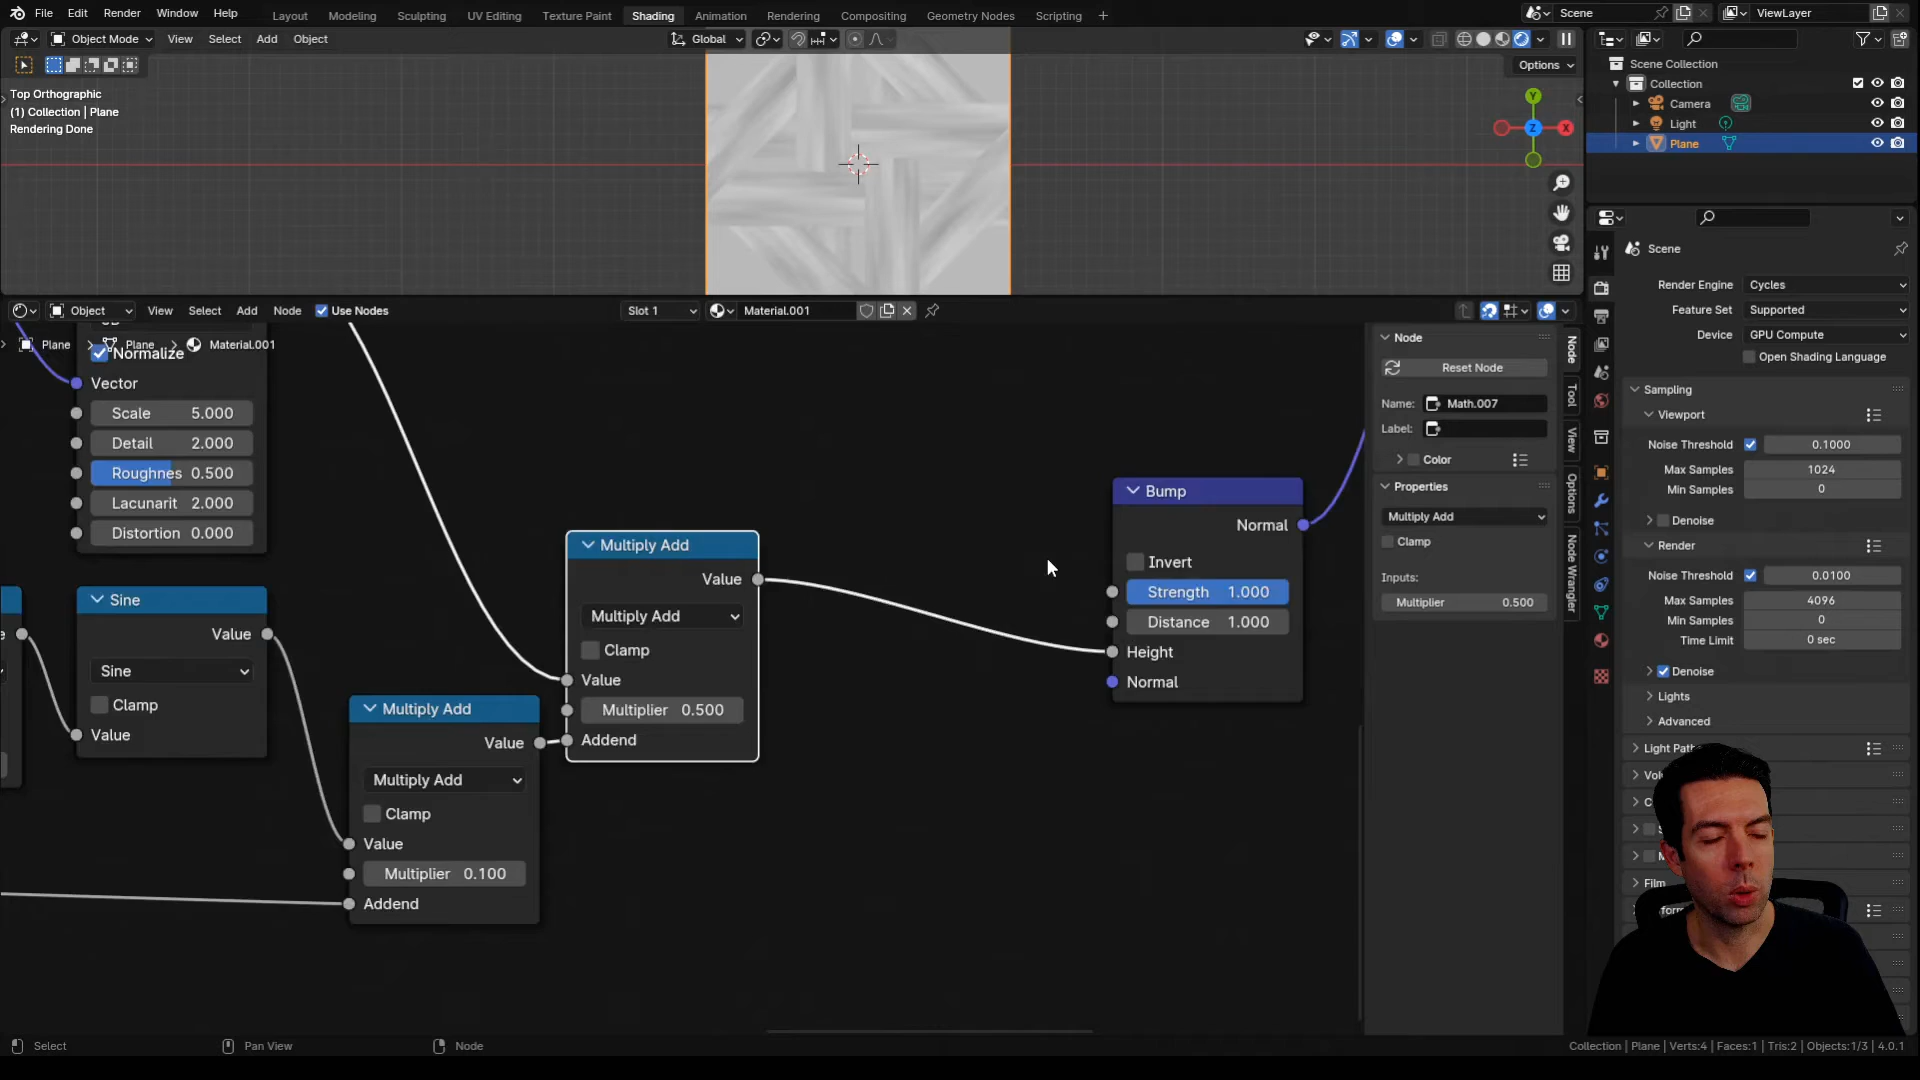 File Edit Render Window Help
Layout Modeling Sculpting UV Editing Texture Paint Shading Animation Rendering Compositing Geometry Nodes Scripting
Scene
ViewLayer
Object Mode View Select Add Object
Global
Options
Top Orthographic
(1) Collection | Plane
Rendering Done
Y
Z
X
Scene Collection
Collection
Camera
Light
Plane
Object View Select Add Node Use Nodes
Slot 1
Material.001
Plane > Plane > Material.001
Normalize
Vector
Scale 5.000
Detail 2.000
Roughnes 0.500
Lacunarit 2.000
Distortion 0.000
Sine
Value
Sine
Clamp
Value
Multiply Add
Value
Multiply Add
Clamp
Value
Multiplier 0.100
Addend
Multiply Add
Value
Multiply Add
Clamp
Value
Multiplier 0.500
Addend
Bump
Normal
Invert
Strength 1.000
Distance 1.000
Height
Normal
Node
Reset Node
Name: Math.007
Label:
Color
Properties
Multiply Add
Clamp
Inputs:
Multiplier 0.500
Node
Tool
View
Options
Node Wrangler
Scene
Render Engine Cycles
Feature Set Supported
Device GPU Compute
Open Shading Language
Sampling
Viewport
Noise Threshold 0.1000
Max Samples 1024
Min Samples 0
Denoise
Render
Noise Threshold 0.0100
Max Samples 4096
Min Samples 0
Time Limit 0 sec
Denoise
Lights
Advanced
Light Path
Film
Select
Pan View
Node
Collection | Plane | Verts:4 | Faces:1 | Tris:2 | Objects:1/3 | 4.0.1